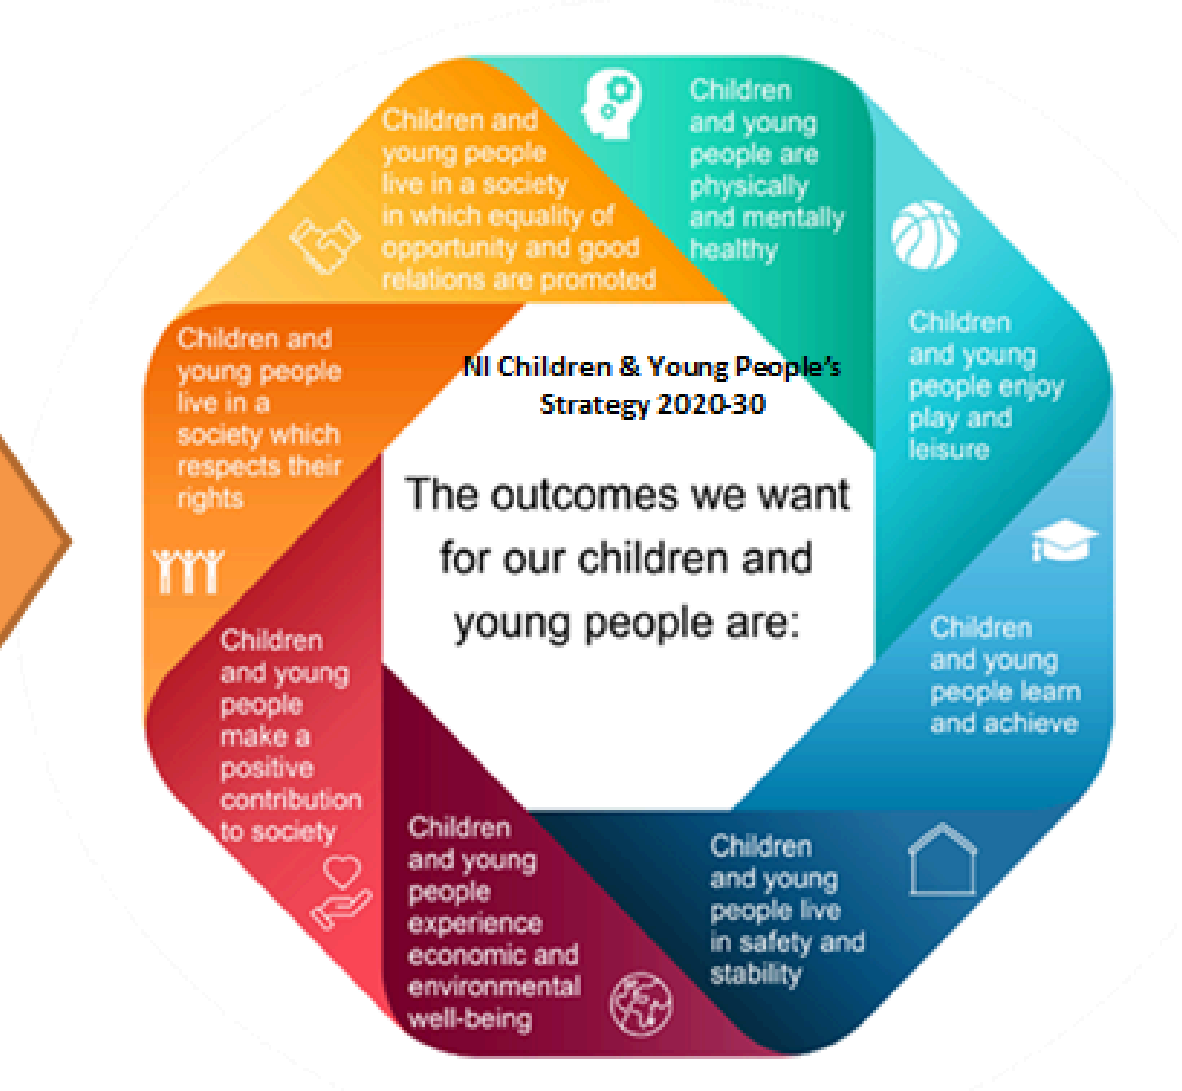 NI Children & Young People's
Strategy 2020-30
The outcomes we want
for our children and
young people are:
Children
and young
people are
physically
and mentally
healthy
Children
and young
people enjoy
play and
leisure
Children
and young
people learn
and achieve
Children
and young
people live
in safety and
stability
Children
and young
people
experience
economic and
environmental
well-being
Children
and young
people
make a
positive
contribution
to society
Children and
young people
live in a
society which
respects their
rights
Children and
young people
live in a society
in which equality of
opportunity and good
relations are promoted